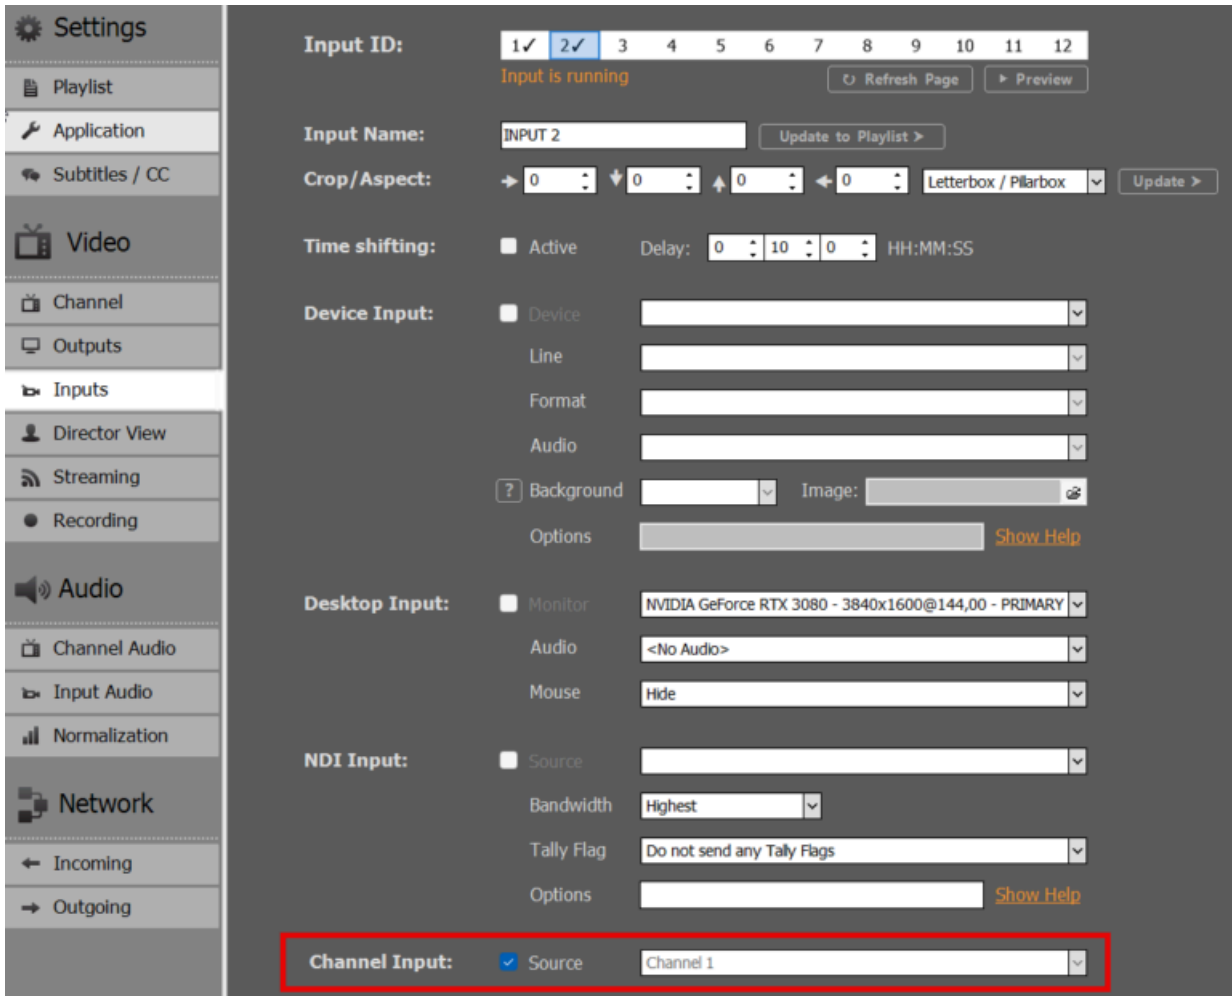 Settings
Playlist
Application
Subtitles / CC
Video
Channel
Outputs
Inputs
Director View
Streaming
Recording
Audio
Channel Audio
Input Audio
Normalization
Network
Incoming
Outgoing
Input ID: 1✓ 2✓ 3 4 5 6 7 8 9 10 11 12
Input is running Refresh Page Preview
Input Name: INPUT 2 Update to Playlist ➤
Crop/Aspect: 0 0 0 0 Letterbox / Pillarbox Update ➤
Time shifting: Active Delay: 0 10 0 HH:MM:SS
Device Input: Device
Line
Format
Audio
? Background Image:
Options Show Help
Desktop Input: Monitor NVIDIA GeForce RTX 3080 - 3840x1600@144,00 - PRIMARY
Audio <No Audio>
Mouse Hide
NDI Input: Source
Bandwidth Highest
Tally Flag Do not send any Tally Flags
Options Show Help
Channel Input: Source Channel 1